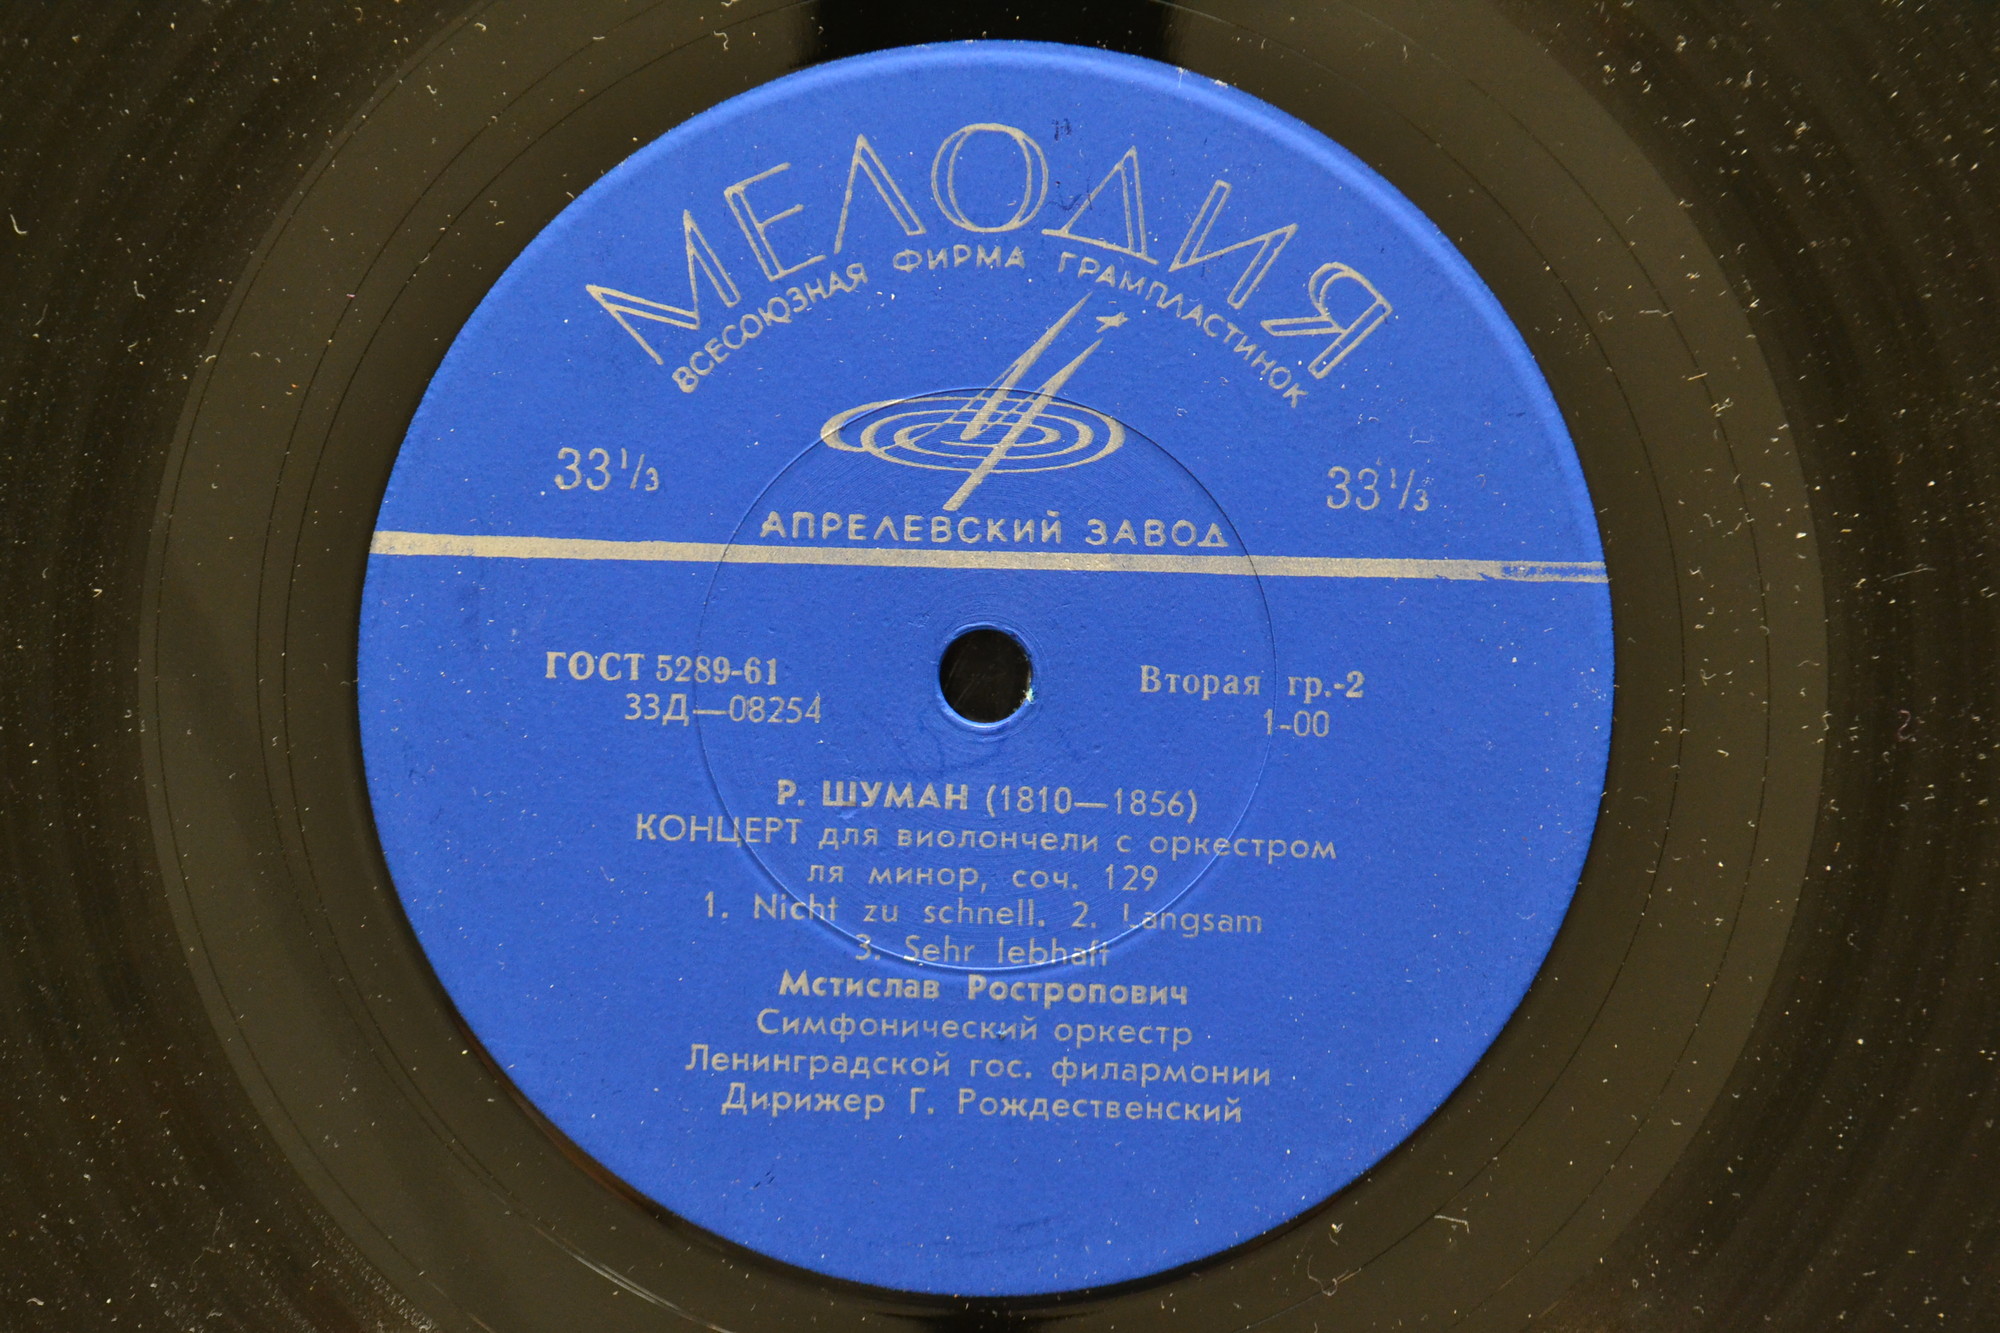 МЕЛОДИЯ
ВСЕСОЮЗНАЯ ФИРМА ГРАМПЛАСТИНОК
33 1/3 33 1/3
АПРЕЛЕВСКИЙ ЗАВОД
ГОСТ 5289-61 Вторая гр.-2
33Д—08254 1-00
Р. ШУМАН (1810—1856)
КОНЦЕРТ для виолончели с оркестром
ля минор, соч. 129
1. Nicht zu schnell. 2. Langsam
3. Sehr lebhaft
Мстислав Ростропович
Симфонический оркестр
Ленинградской гос. филармонии
Дирижер Г. Рождественский